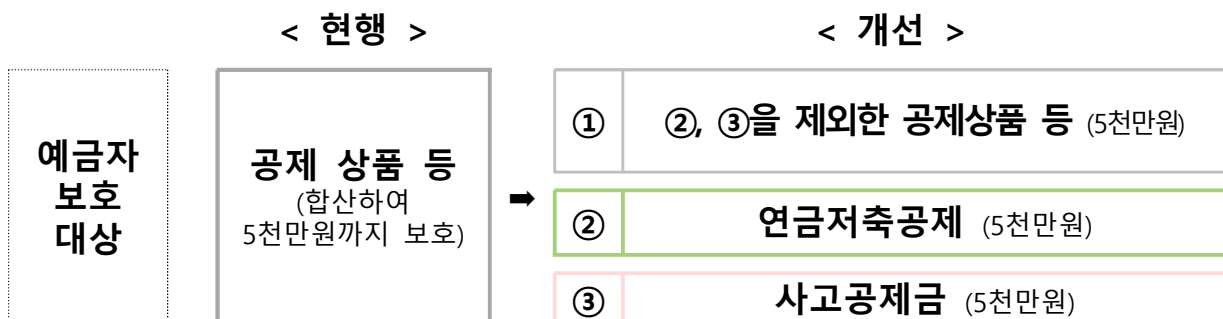 < 현행 >
< 개선 >
예금자
보호
대상
공제 상품 등
(합산하여
5천만원까지 보호)
➡
① ②, ③을 제외한 공제상품 등 (5천만원)
② 연금저축공제 (5천만원)
③ 사고공제금 (5천만원)